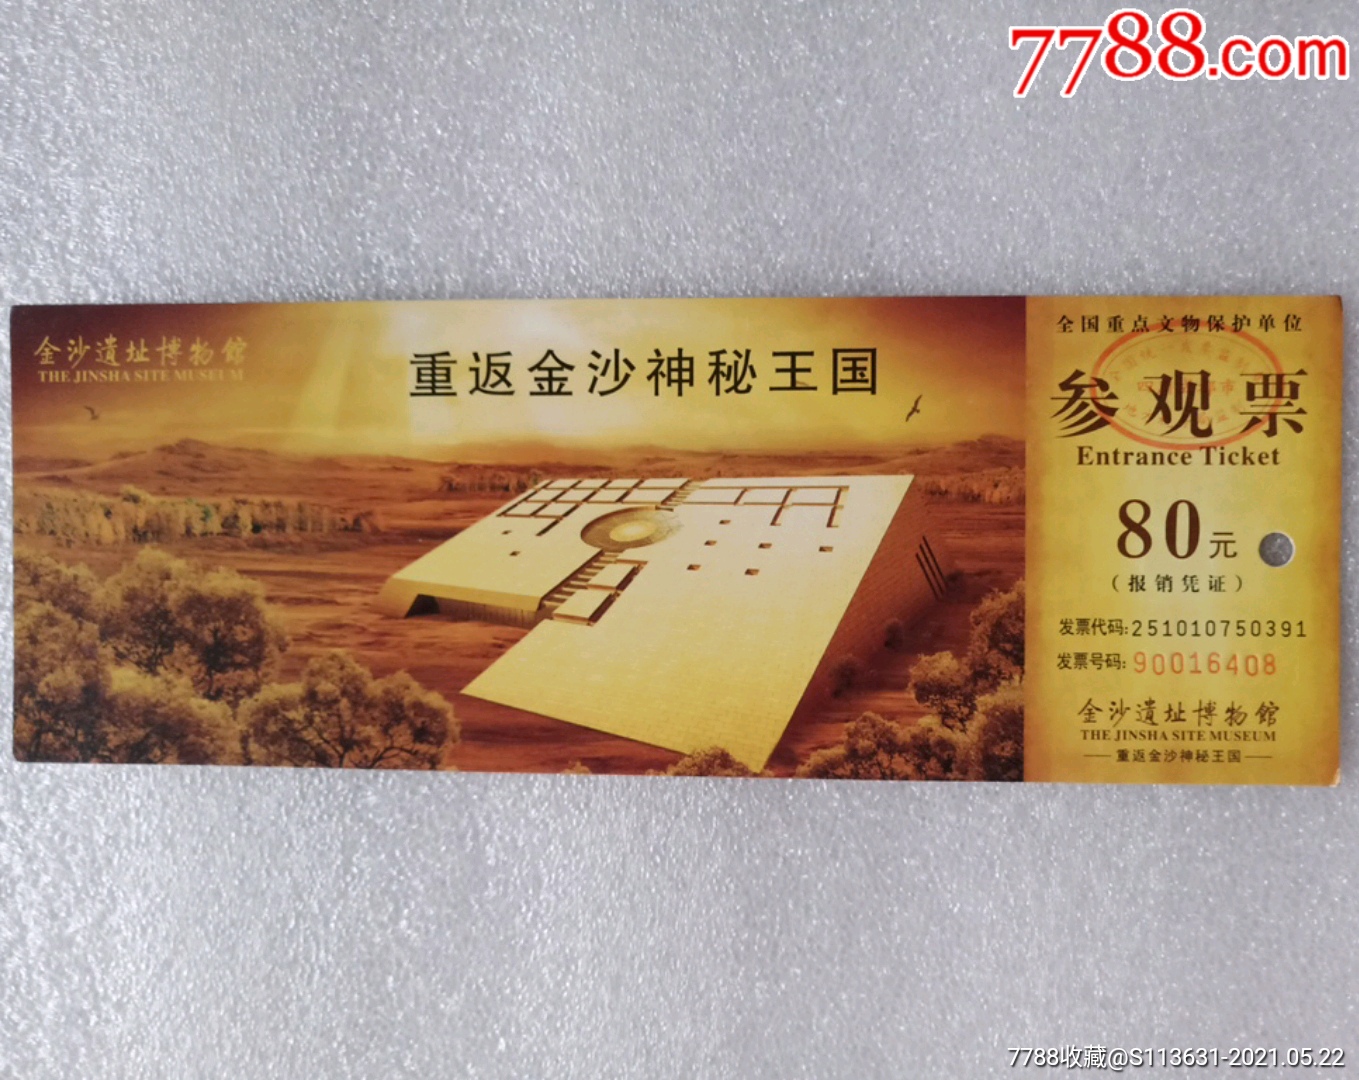 7788.com
金沙遺址博物館
THE JINSHA SITE MUSEUM
重返金沙神秘王国
全国重点文物保护单位
参观票
Entrance Ticket
80元
（报销凭证）
发票代码:251010750391
发票号码:90016408
金沙遺址博物館
THE JINSHA SITE MUSEUM
重返金沙神秘王国
7788收藏@S113631-2021.05.22